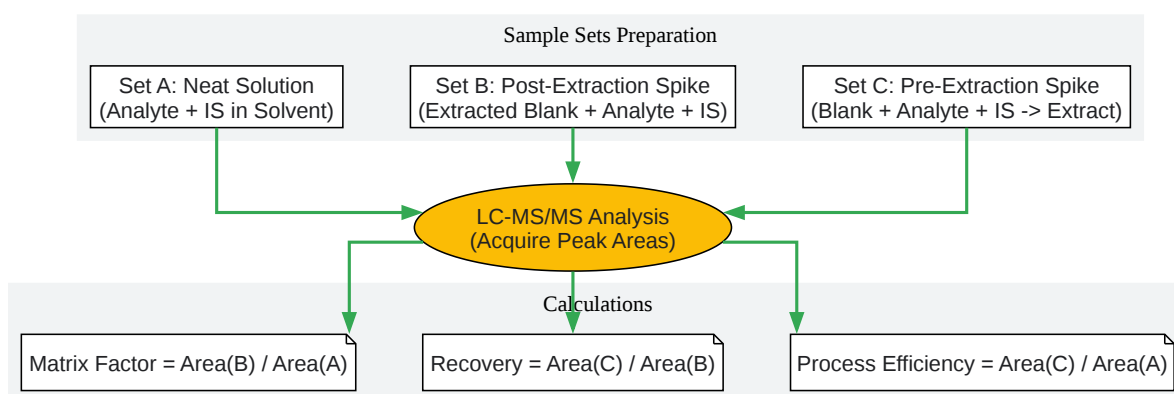 Sample Sets Preparation
Set A: Neat Solution
(Analyte + IS in Solvent)
Set B: Post-Extraction Spike
(Extracted Blank + Analyte + IS)
Set C: Pre-Extraction Spike
(Blank + Analyte + IS -> Extract)
LC-MS/MS Analysis
(Acquire Peak Areas)
Calculations
Matrix Factor = Area(B) / Area(A)
Recovery = Area(C) / Area(B)
Process Efficiency = Area(C) / Area(A)